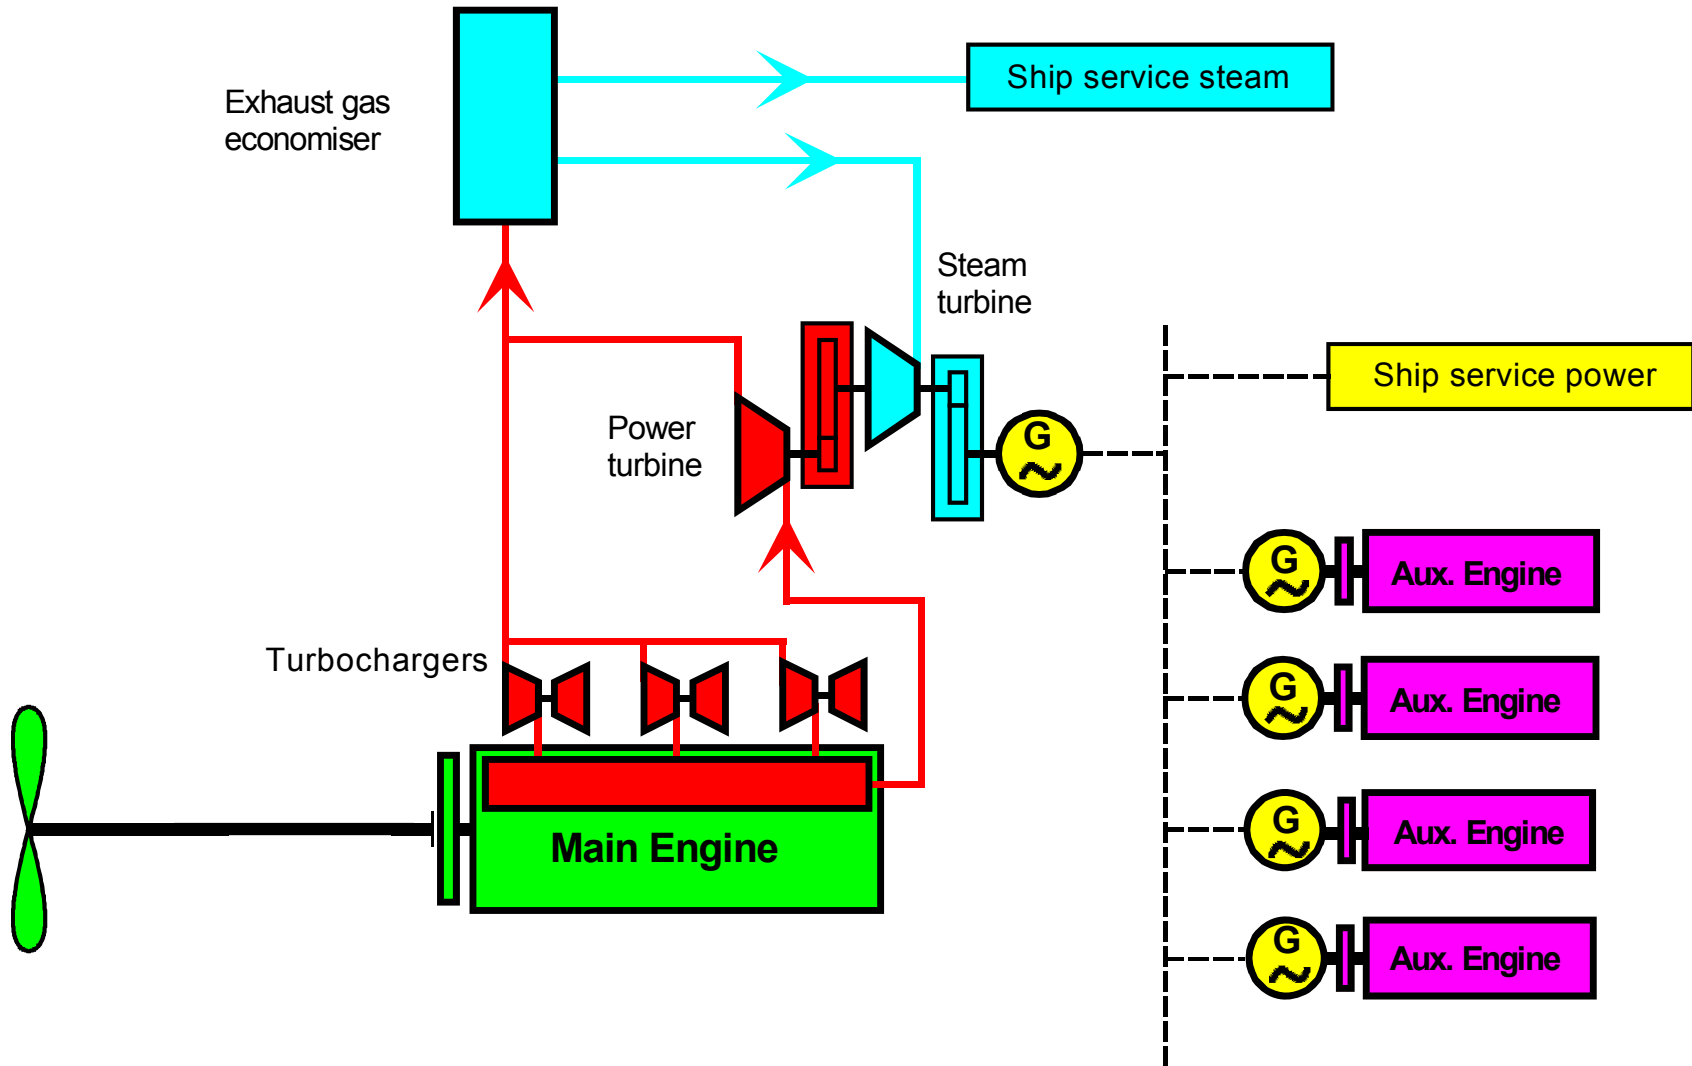 Ship service steam
Exhaust gas
economiser
Steam
turbine
Ship service power
Power
turbine
G
G
Aux. Engine
Turbochargers
G
Aux. Engine
Main Engine
G
Aux. Engine
G
Aux. Engine